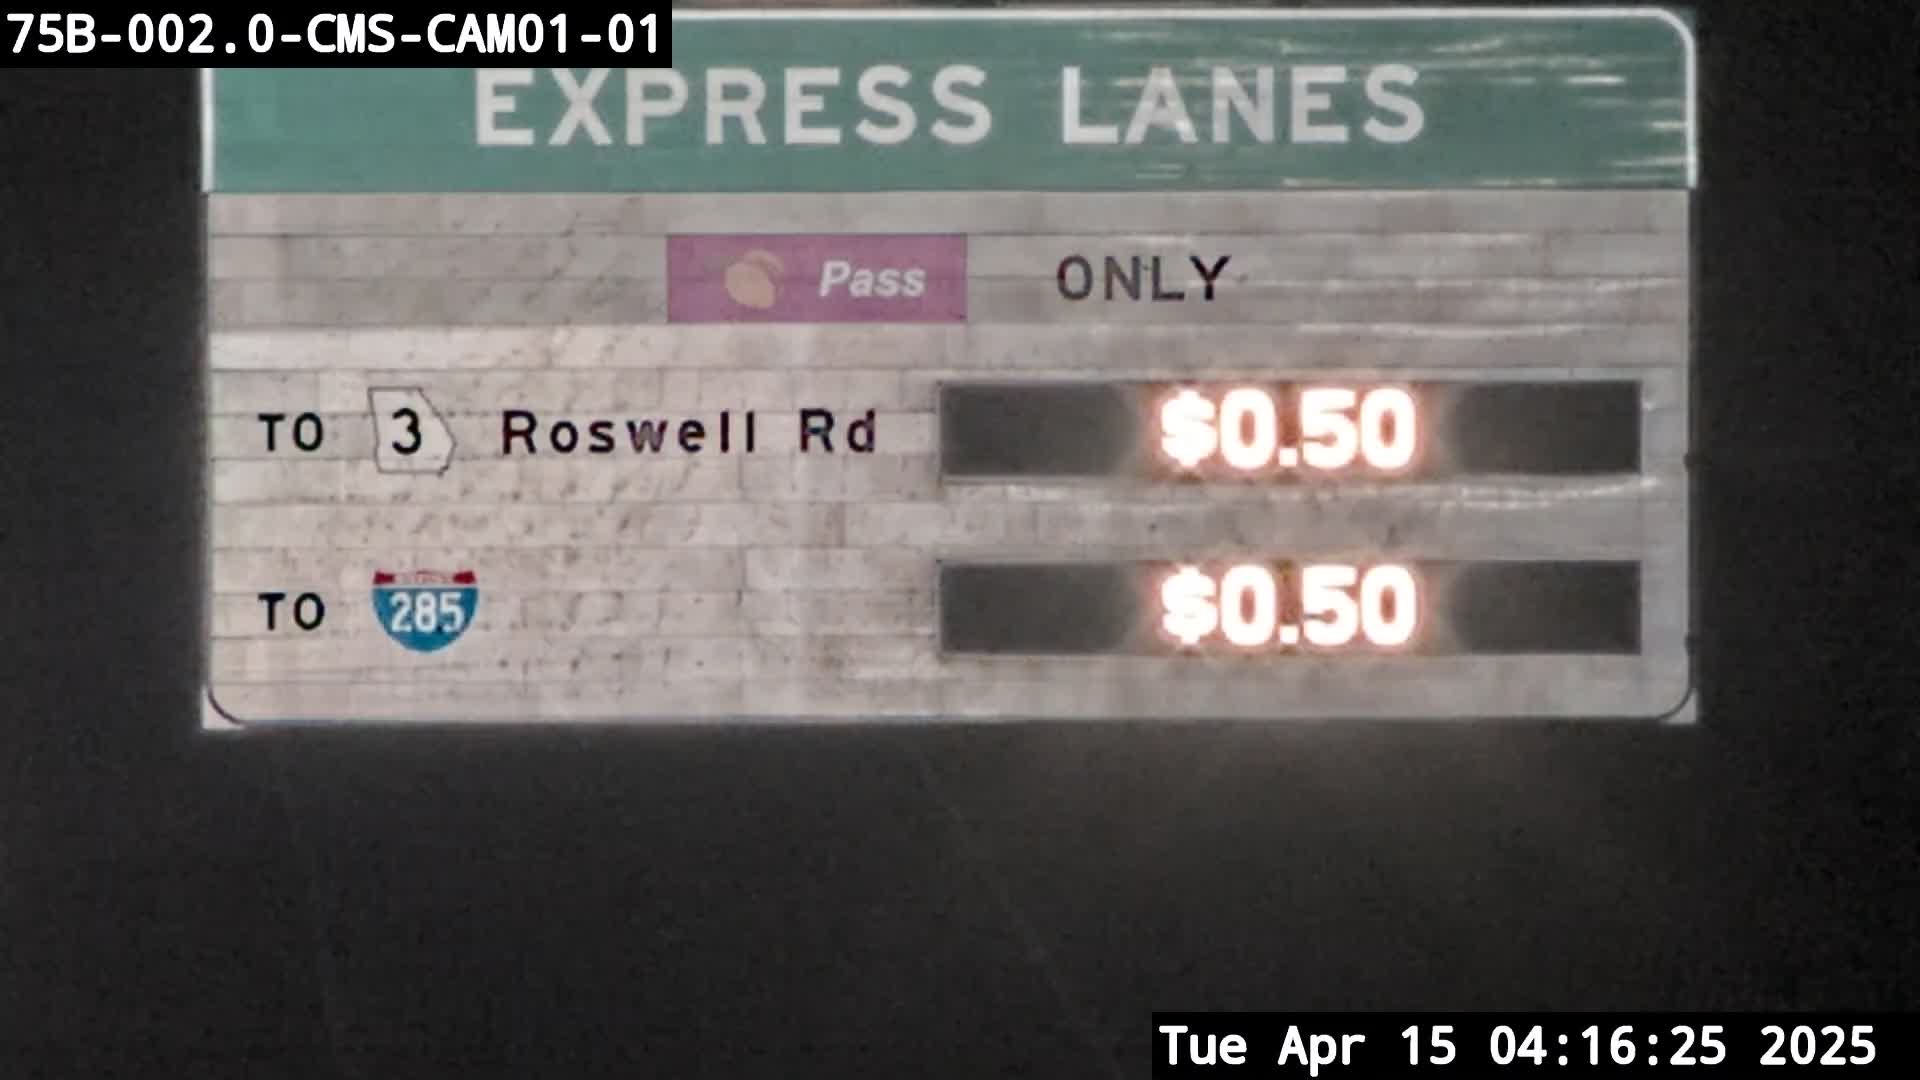 75B-002.0-CMS-CAM01-01
EXPRESS LANES
Pass ONLY
TO 3 Roswell Rd $0.50
TO 285 $0.50
Tue Apr 15 04:16:25 2025